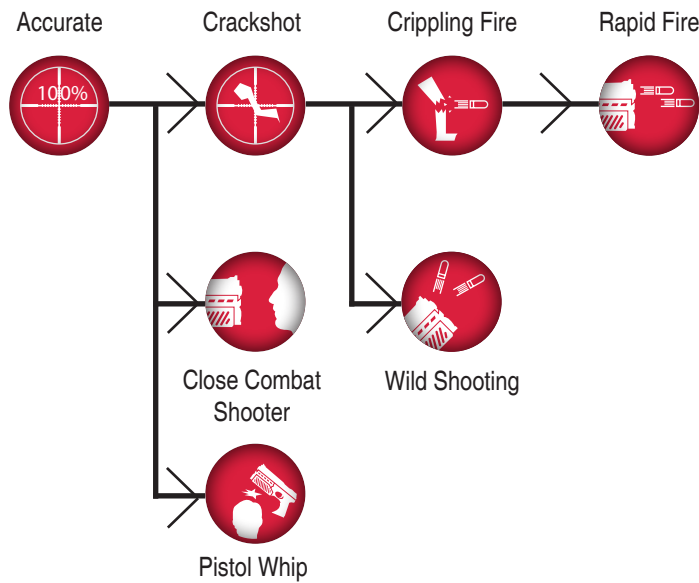 Accurate
Crackshot
Crippling Fire
Rapid Fire
100%
Close Combat
Shooter
Wild Shooting
Pistol Whip